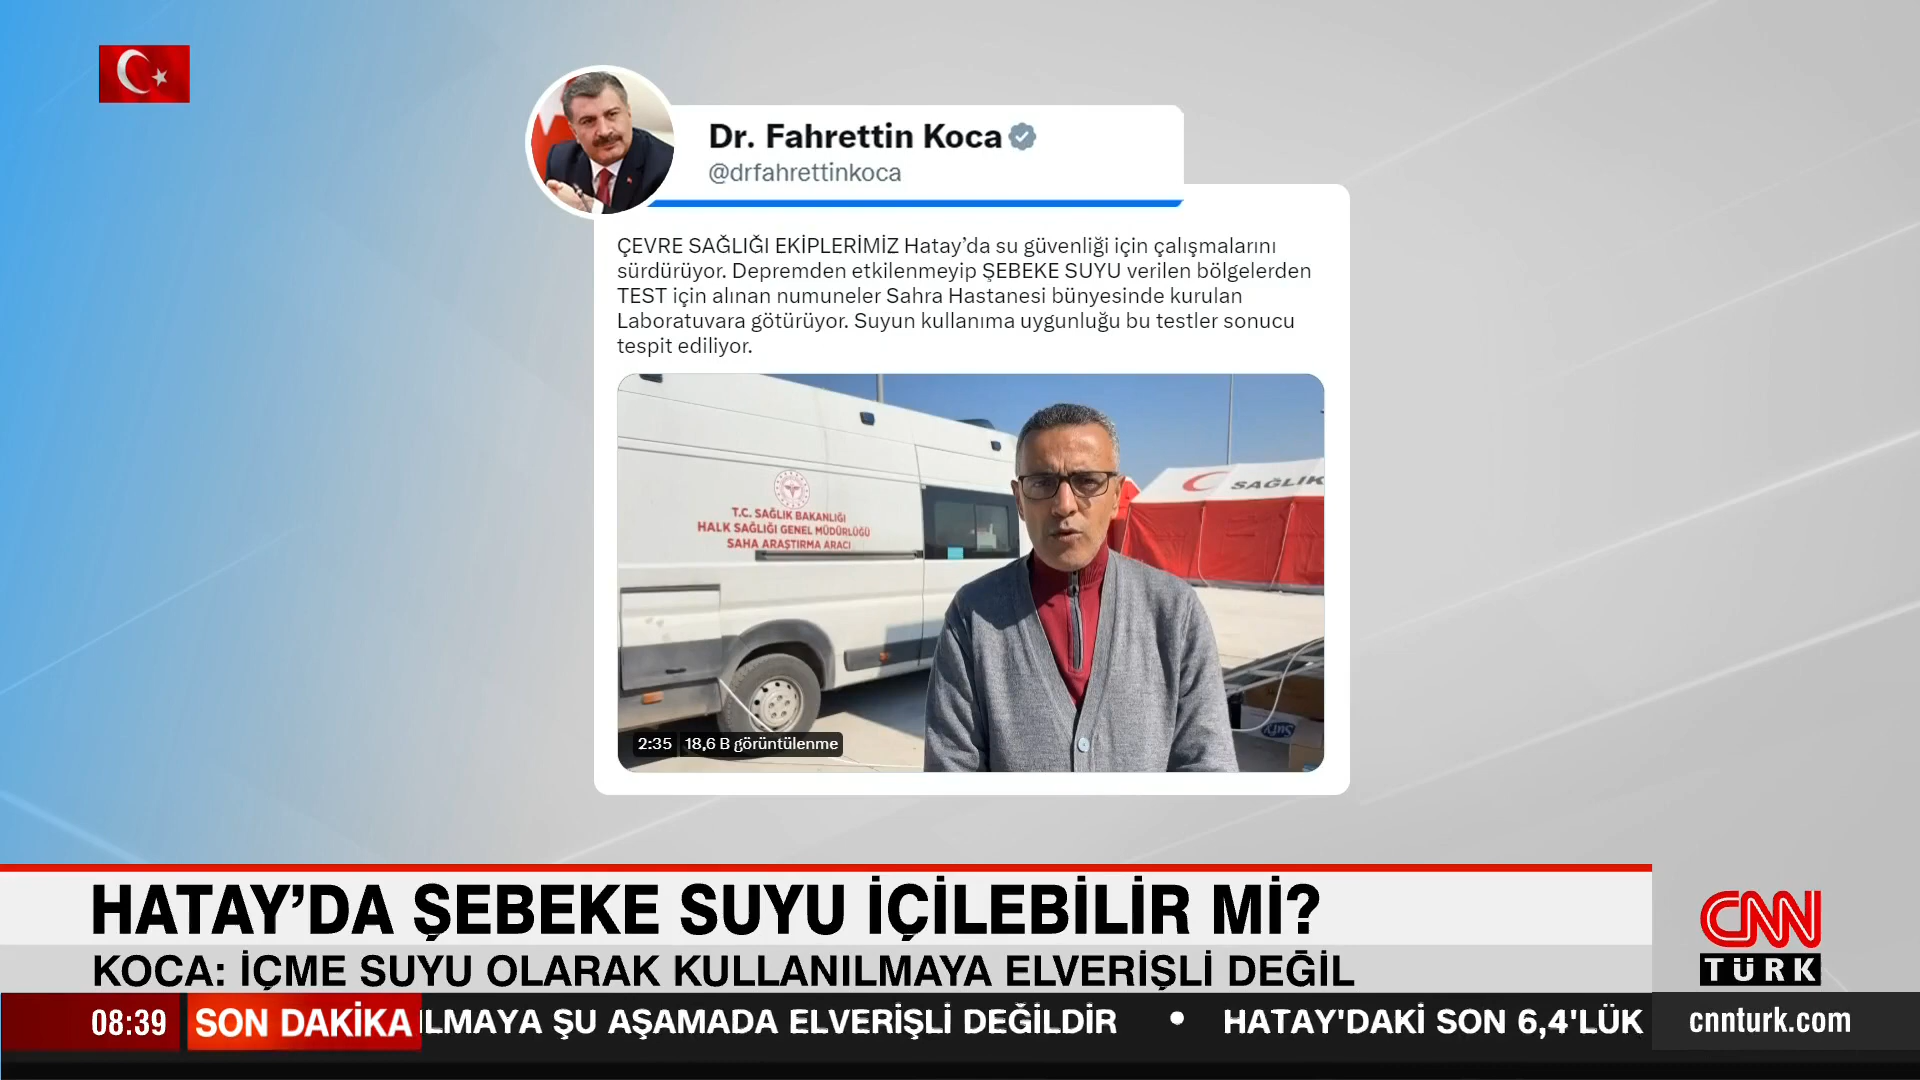 Dr. Fahrettin Koca
@drfahrettinkoca
ÇEVRE SAĞLIĞI EKİPLERİMİZ Hatay’da su güvenliği için çalışmalarını
sürdürüyor. Depremden etkilenmeyip ŞEBEKE SUYU verilen bölgelerden
TEST için alınan numuneler Sahra Hastanesi bünyesinde kurulan
Laboratuvara götürüyor. Suyun kullanıma uygunluğu bu testler sonucu
tespit ediliyor.
SAĞLIK
T.C. SAĞLIK BAKANLIĞI
HALK SAĞLIĞI GENEL MÜDÜRLÜĞÜ
SAHA ARAŞTIRMA ARACI
2:35 18,6 B görüntülenme
HATAY’DA ŞEBEKE SUYU İÇİLEBİLİR Mİ?
KOCA: İÇME SUYU OLARAK KULLANILMAYA ELVERİŞLİ DEĞİL
CNN
TÜRK
08:39 SON DAKİKA ILMAYA ŞU AŞAMADA ELVERİŞLİ DEĞİLDİR • HATAY'DAKİ SON 6,4'LÜK
cnnturk.com